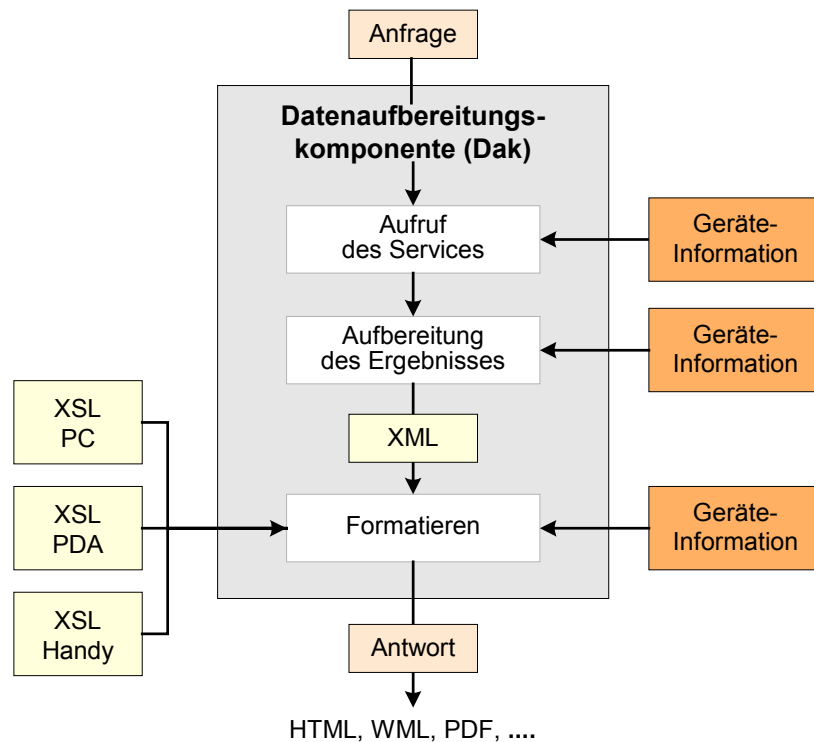 Anfrage
Datenaufbereitungs-
komponente (Dak)
Aufruf
des Services
Geräte-
Information
Aufbereitung
des Ergebnisses
Geräte-
Information
XSL
PC
XML
XSL
PDA
Formatieren
Geräte-
Information
XSL
Handy
Antwort
HTML, WML, PDF, ....